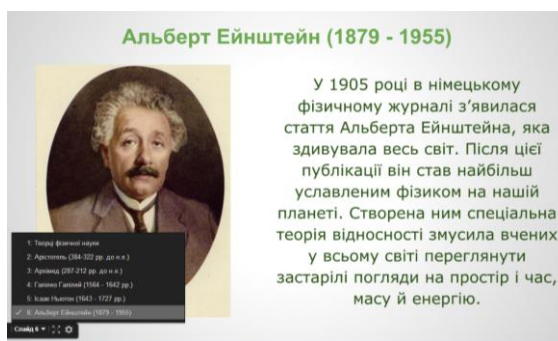 Альберт Ейнштейн (1879 - 1955)
У 1905 році в німецькому
фізичному журналі з’явилася
стаття Альберта Ейнштейна, яка
здивувала весь світ. Після цієї
публікації він став найбільш
уславленим фізиком на нашій
планеті. Створена ним спеціальна
теорія відносності змусила вчених
у всьому світі переглянути
застарілі погляди на простір і час,
масу й енергію.
1: Творці фізичної науки
2: Арістотель (384-322 рр. до н.е.)
3: Архімед (287-212 рр. до н.е.)
4: Галілео Галілей (1564 - 1642 рр.)
5: Ісаак Ньютон (1643 - 1727 рр.)
6: Альберт Ейнштейн (1879 - 1955)
Слайд 6